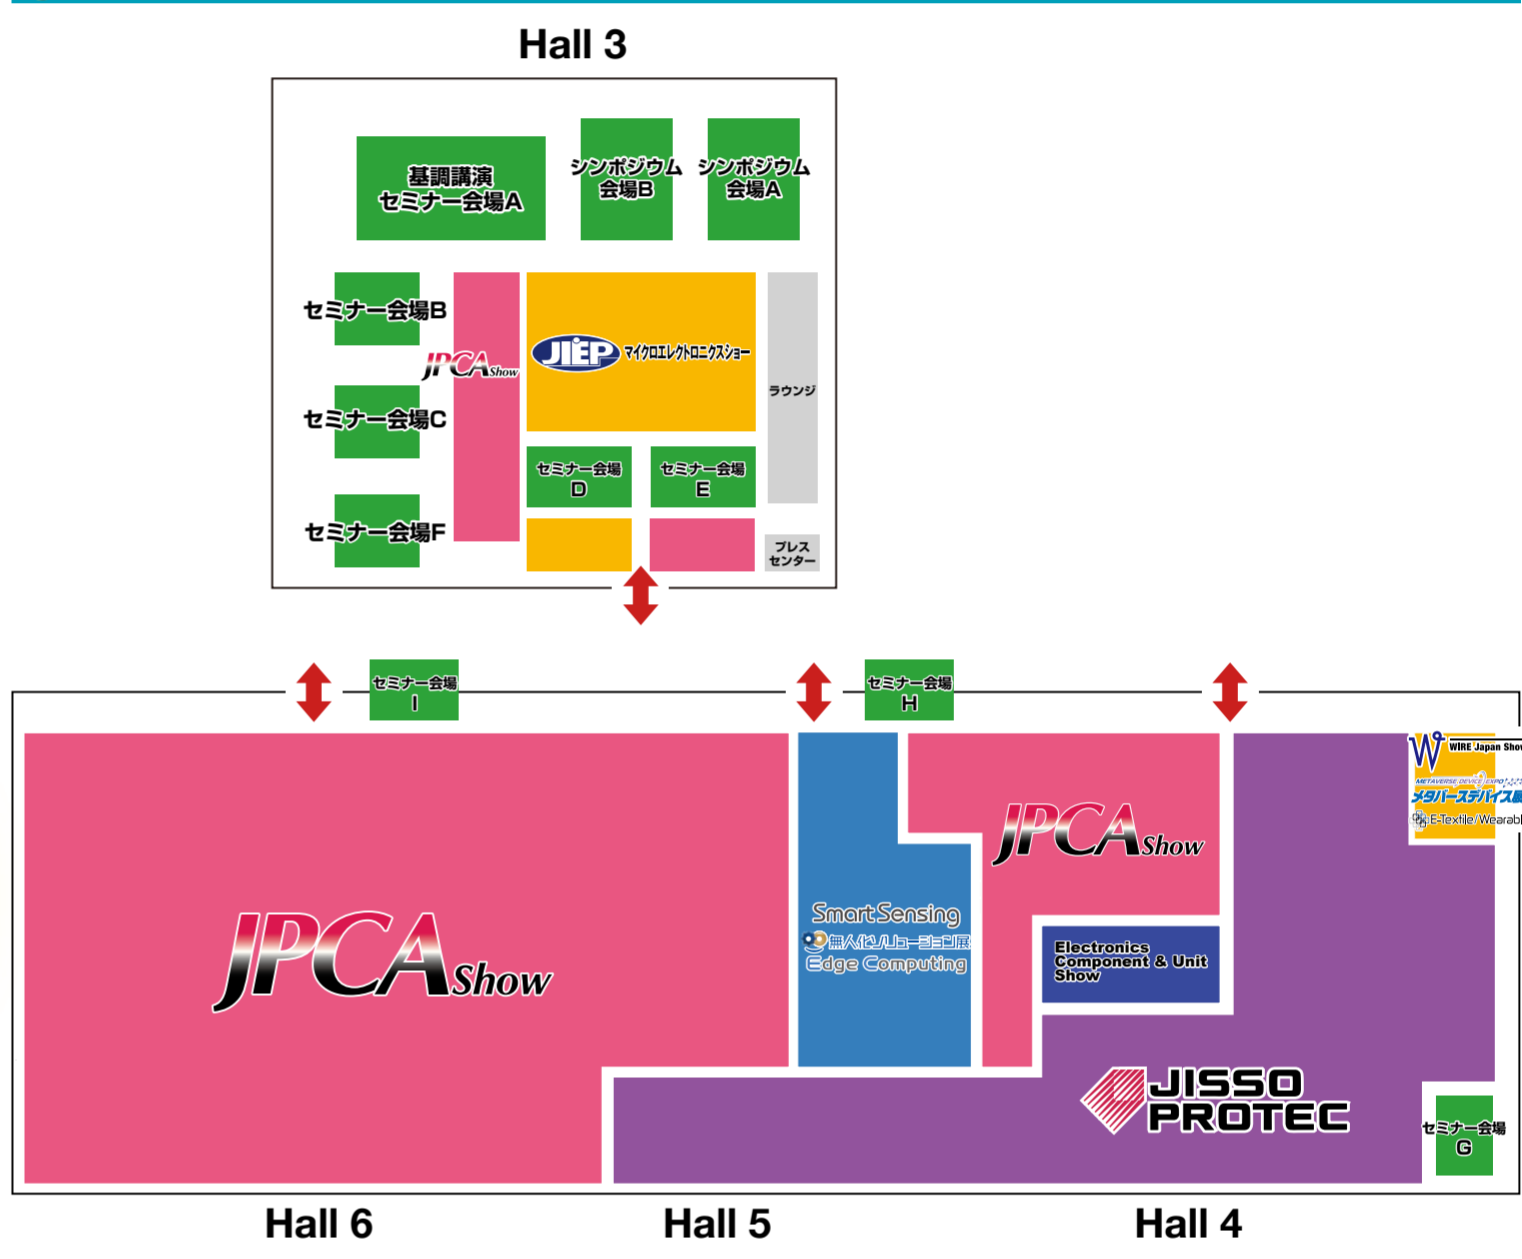 Hall 3
基調講演
セミナー会場A
シンポジウム
会場B
シンポジウム
会場A
セミナー会場B
JPCA Show
JIEP マイクロエレクトロニクスショー
ラウンジ
セミナー会場C
セミナー会場
D
セミナー会場
E
セミナー会場F
プレス
センター
セミナー会場
I
セミナー会場
H
WIRE Japan Show
METAVERSE DEVICE EXPO
メタバースデバイス展
E-Textile/Wearabl
JPCA Show
JPCA Show
Smart Sensing
無人化ソリューション展
Edge Computing
Electronics
Component & Unit
Show
JISSO
PROTEC
セミナー会場
G
Hall 6
Hall 5
Hall 4